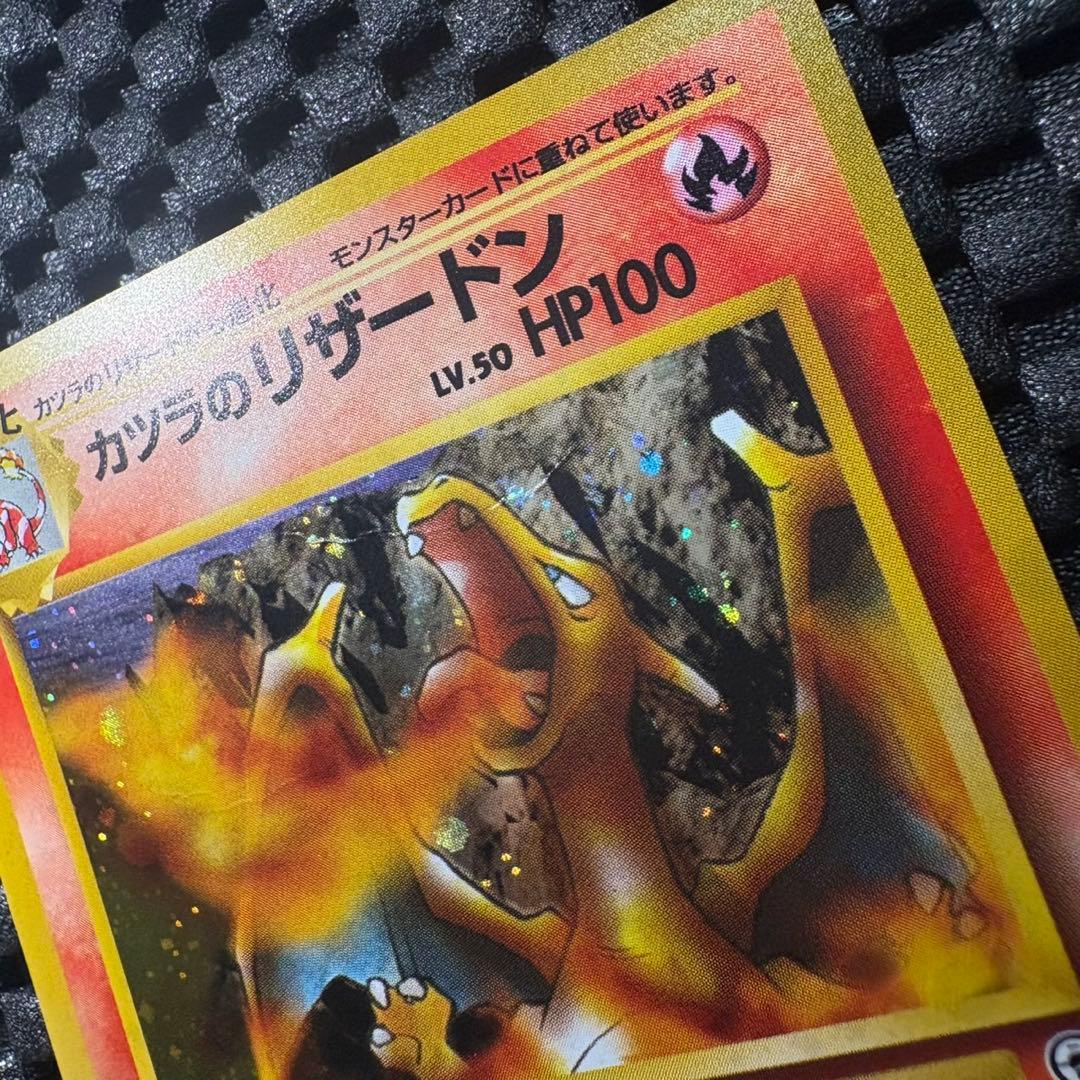 モンスターカードに重ねて使います。
化 カツラのリザードから進化
カツラのリザードン
LV.50 HP100